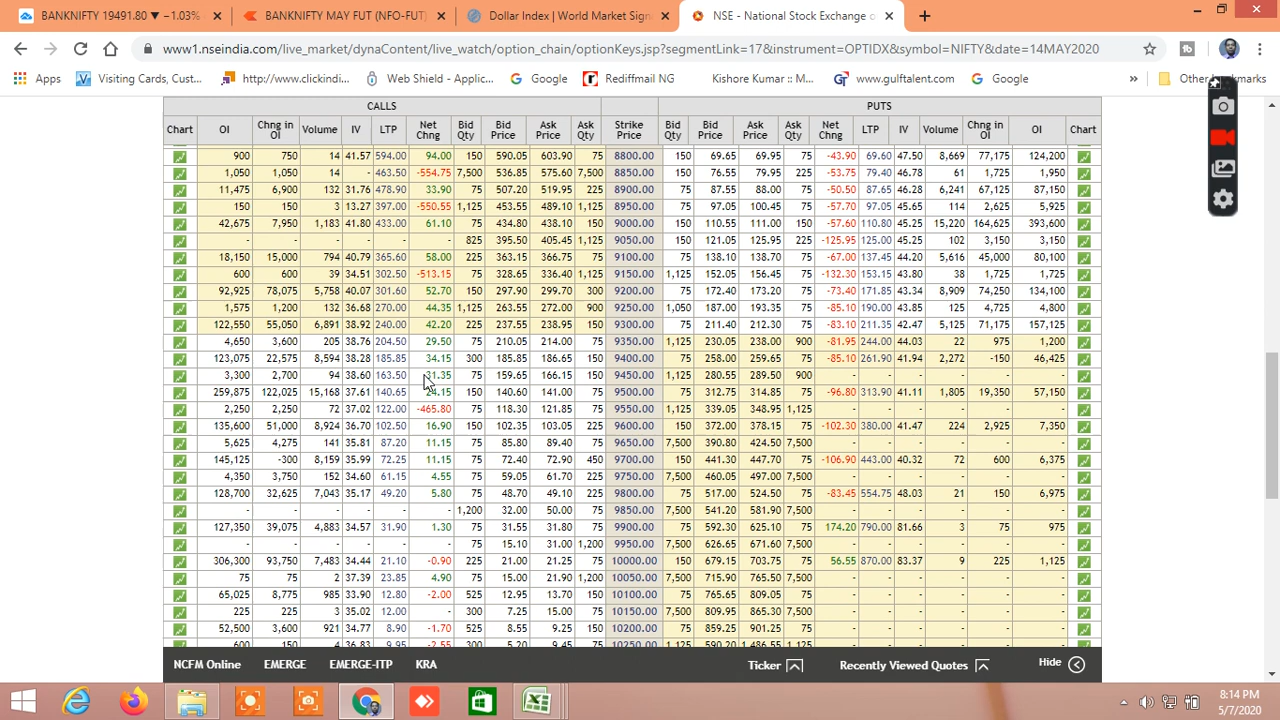 BANKNIFTY 19491.80 ▼ −1.03% × BANKNIFTY MAY FUT (NFO-FUT) × Dollar Index | World Market Sign × NSE - National Stock Exchange o ×
www1.nseindia.com/live_market/dynaContent/live_watch/option_chain/optionKeys.jsp?segmentLink=17&instrument=OPTIDX&symbol=NIFTY&date=14MAY2020
Apps Visiting Cards, Cust... http://www.clickindi... Web Shield - Applic... Google Rediffmail NG Kishore Kumar :: M... www.gulftalent.com Google » Other bookmarks
CALLS PUTS
Chart OI Chng in OI Volume IV LTP Net Chng Bid Qty Bid Price Ask Price Ask Qty Strike Price Bid Qty Bid Price Ask Price Ask Qty Net Chng LTP IV Volume Chng in OI OI Chart
900 750 14 41.57 594.00 94.00 150 590.05 603.90 75 8800.00 150 69.65 69.95 75 -43.90 69.60 47.50 8,669 77,175 124,200
1,050 1,050 14 - 463.50 -554.75 7,500 536.85 575.60 7,500 8850.00 150 76.55 79.95 225 -53.75 79.40 46.78 61 1,725 1,950
11,475 6,900 132 31.76 478.90 33.90 150 507.20 519.95 225 8900.00 75 87.55 88.00 75 -50.50 87.65 46.28 6,241 67,125 87,150
150 150 3 13.27 397.00 -550.55 1,125 453.55 489.10 1,125 8950.00 75 97.05 100.45 75 -57.70 97.05 45.65 114 2,625 5,925
42,675 7,950 1,183 41.80 433.00 61.10 75 434.80 438.10 150 9000.00 150 110.55 111.00 150 -57.60 110.80 45.25 15,220 164,625 393,600
- - - - - - 825 395.50 405.45 1,125 9050.00 150 121.05 125.95 225 -125.95 125.00 45.25 102 3,150 3,150
18,150 15,000 794 40.79 365.60 58.00 225 363.15 366.75 75 9100.00 75 138.10 138.70 75 -67.00 137.45 44.20 5,616 45,000 80,100
600 600 39 34.51 302.50 -513.15 75 328.65 336.40 1,125 9150.00 1,125 152.05 156.45 75 -132.30 153.15 43.80 38 1,725 1,725
92,925 78,075 5,758 40.07 301.60 52.70 150 297.90 299.70 300 9200.00 75 172.40 173.20 75 -73.40 171.85 43.34 8,909 74,250 134,100
1,575 1,200 132 36.68 270.00 44.35 1,125 263.55 272.00 900 9250.00 1,050 187.00 193.35 75 -85.10 190.00 43.85 125 4,725 4,800
122,550 55,050 6,891 38.92 240.00 42.20 225 237.55 238.95 150 9300.00 75 211.40 212.30 75 -83.10 211.35 42.47 5,125 71,175 157,125
4,650 3,600 205 38.76 204.50 29.50 75 210.05 214.00 75 9350.00 1,125 230.05 238.00 900 -81.95 244.00 44.03 22 975 1,200
123,075 22,575 8,594 38.28 185.85 34.15 300 185.85 186.65 150 9400.00 75 258.00 259.65 75 -85.10 261.90 41.94 2,272 -150 46,425
3,300 2,700 94 38.60 163.50 31.35 75 159.65 166.15 150 9450.00 1,125 280.55 289.50 900 - - - - - -
259,875 122,025 15,168 37.61 140.65 24.15 150 140.60 141.00 75 9500.00 75 312.75 314.85 75 -96.80 313.90 41.11 1,805 19,350 57,150
2,250 2,250 72 37.02 122.00 -465.80 75 118.30 121.85 75 9550.00 1,125 339.05 348.95 1,125 - - - - - -
135,600 51,000 8,924 36.70 102.50 16.90 150 102.35 103.05 225 9600.00 150 372.00 378.15 75 -102.30 380.00 41.47 224 2,925 7,350
5,625 4,275 141 35.81 87.20 11.15 75 85.80 89.40 75 9650.00 7,500 390.80 424.50 7,500 - - - - - -
145,125 -300 8,159 35.99 72.25 11.15 75 72.40 72.90 450 9700.00 150 441.30 447.70 150 -106.90 443.00 40.32 72 600 6,375
4,350 3,750 152 34.60 61.15 4.55 75 59.05 61.70 225 9750.00 75 460.05 497.00 7,500 - - - - - -
128,700 32,625 7,043 35.17 49.20 5.80 75 48.70 49.10 225 9800.00 75 517.00 524.50 7,500 -83.45 554.75 48.03 21 150 6,975
- - - - - - 1,200 32.00 50.00 75 9850.00 7,500 541.20 581.90 7,500 - - - - - -
127,350 39,075 4,883 34.57 31.90 1.30 75 31.55 31.80 75 9900.00 75 592.30 625.10 7,500 174.20 790.00 81.66 3 75 975
- - - - - - 75 15.10 31.00 1,200 9950.00 7,500 626.65 671.60 7,500 - - - - - -
306,300 93,750 7,483 34.44 21.10 -0.90 225 21.00 21.25 75 10000.00 150 679.15 703.75 150 56.55 870.00 83.37 9 225 1,125
75 75 2 37.39 23.85 4.90 75 15.00 21.90 1,200 10050.00 7,500 715.90 765.50 7,500 - - - - - -
65,025 8,775 985 33.90 12.80 -2.00 525 12.95 13.70 150 10100.00 75 765.65 809.05 75 - - - - - -
225 225 3 35.02 12.00 - 300 7.25 15.00 75 10150.00 7,500 809.95 865.30 7,500 - - - - - -
52,500 3,600 921 34.77 8.90 -1.70 525 8.55 9.25 150 10200.00 75 859.25 901.25 75 - - - - - -
600 150 4 36.83 -2.55 300 5.20 9.45 75 10250.00 1,125 590.20 1,486.55 1,125
NCFM Online EMERGE EMERGE-ITP KRA Ticker Recently Viewed Quotes Hide
8:14 PM
5/7/2020